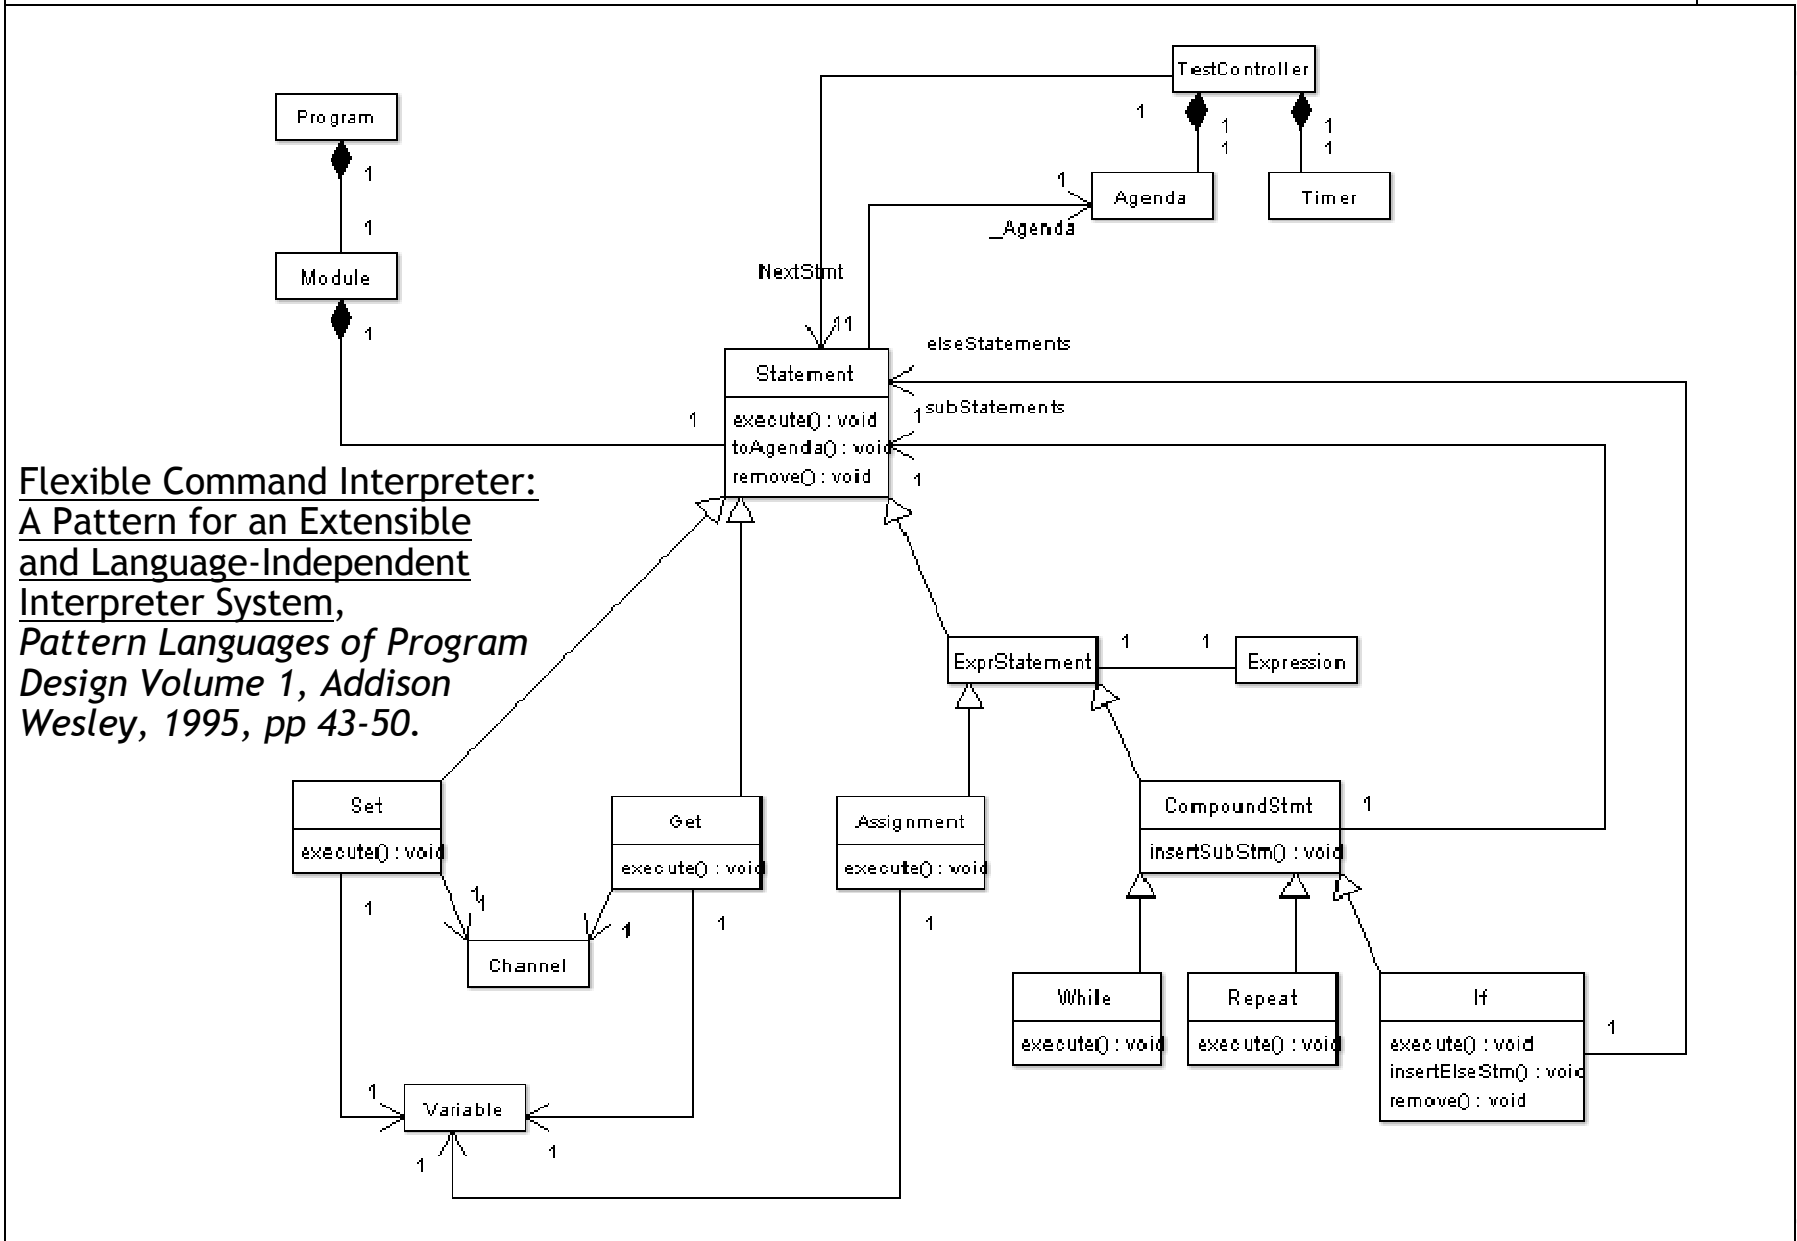 TestController
1
1
1
1
1
Program
1
1
Module
1
Agenda
1
_Agenda
Timer
NextStmt
11
elseStatements
Statement
1
execute() : void
toAgenda() : void
remove() : void
1
subStatements
1
Flexible Command Interpreter:
A Pattern for an Extensible
and Language-Independent
Interpreter System,
Pattern Languages of Program
Design Volume 1, Addison
Wesley, 1995, pp 43-50.
ExprStatement
1
1
Expression
Set
execute() : void
Get
execute() : void
Assignment
execute() : void
CompoundStmt
insertSubStm() : void
1
1
1
1
1
1
1
Channel
While
execute() : void
Repeat
execute() : void
If
execute() : void
insertElseStm() : void
remove() : void
1
1
Variable
1
1